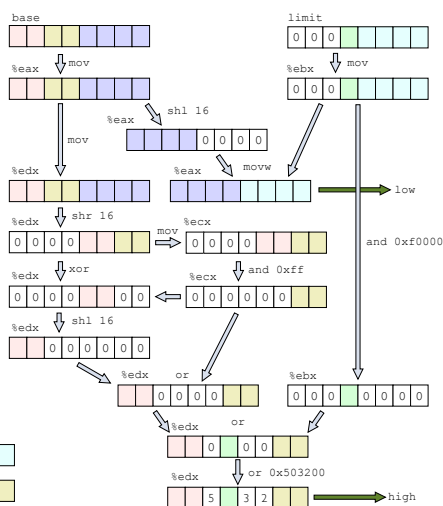 base limit
0 0 0
%eax mov %ebx mov
0 0 0
%eax shl 16
0 0 0 0
mov
%edx %eax movw
low
%edx shr 16
mov %ecx
0 0 0 0 0 0 0 0
and 0xf0000
%edx xor %ecx and 0xff
0 0 0 0 0 0 0 0 0 0 0 0
%edx shl 16
0 0 0 0 0 0
%edx or %ebx
0 0 0 0 0 0 0 0 0 0 0
%edx or
0 0 0
%edx or 0x503200
5 3 2 high